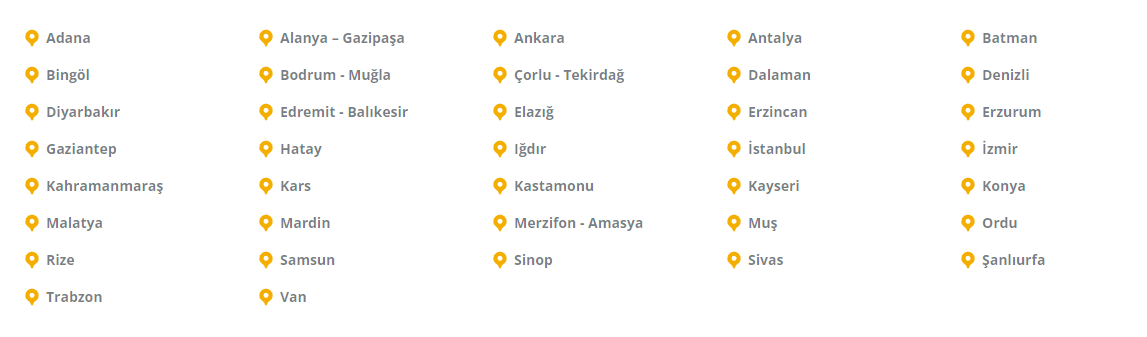 Adana Alanya – Gazipaşa Ankara Antalya Batman
Bingöl Bodrum - Muğla Çorlu - Tekirdağ Dalaman Denizli
Diyarbakır Edremit - Balıkesir Elazığ Erzincan Erzurum
Gaziantep Hatay Iğdır İstanbul İzmir
Kahramanmaraş Kars Kastamonu Kayseri Konya
Malatya Mardin Merzifon - Amasya Muş Ordu
Rize Samsun Sinop Sivas Şanlıurfa
Trabzon Van